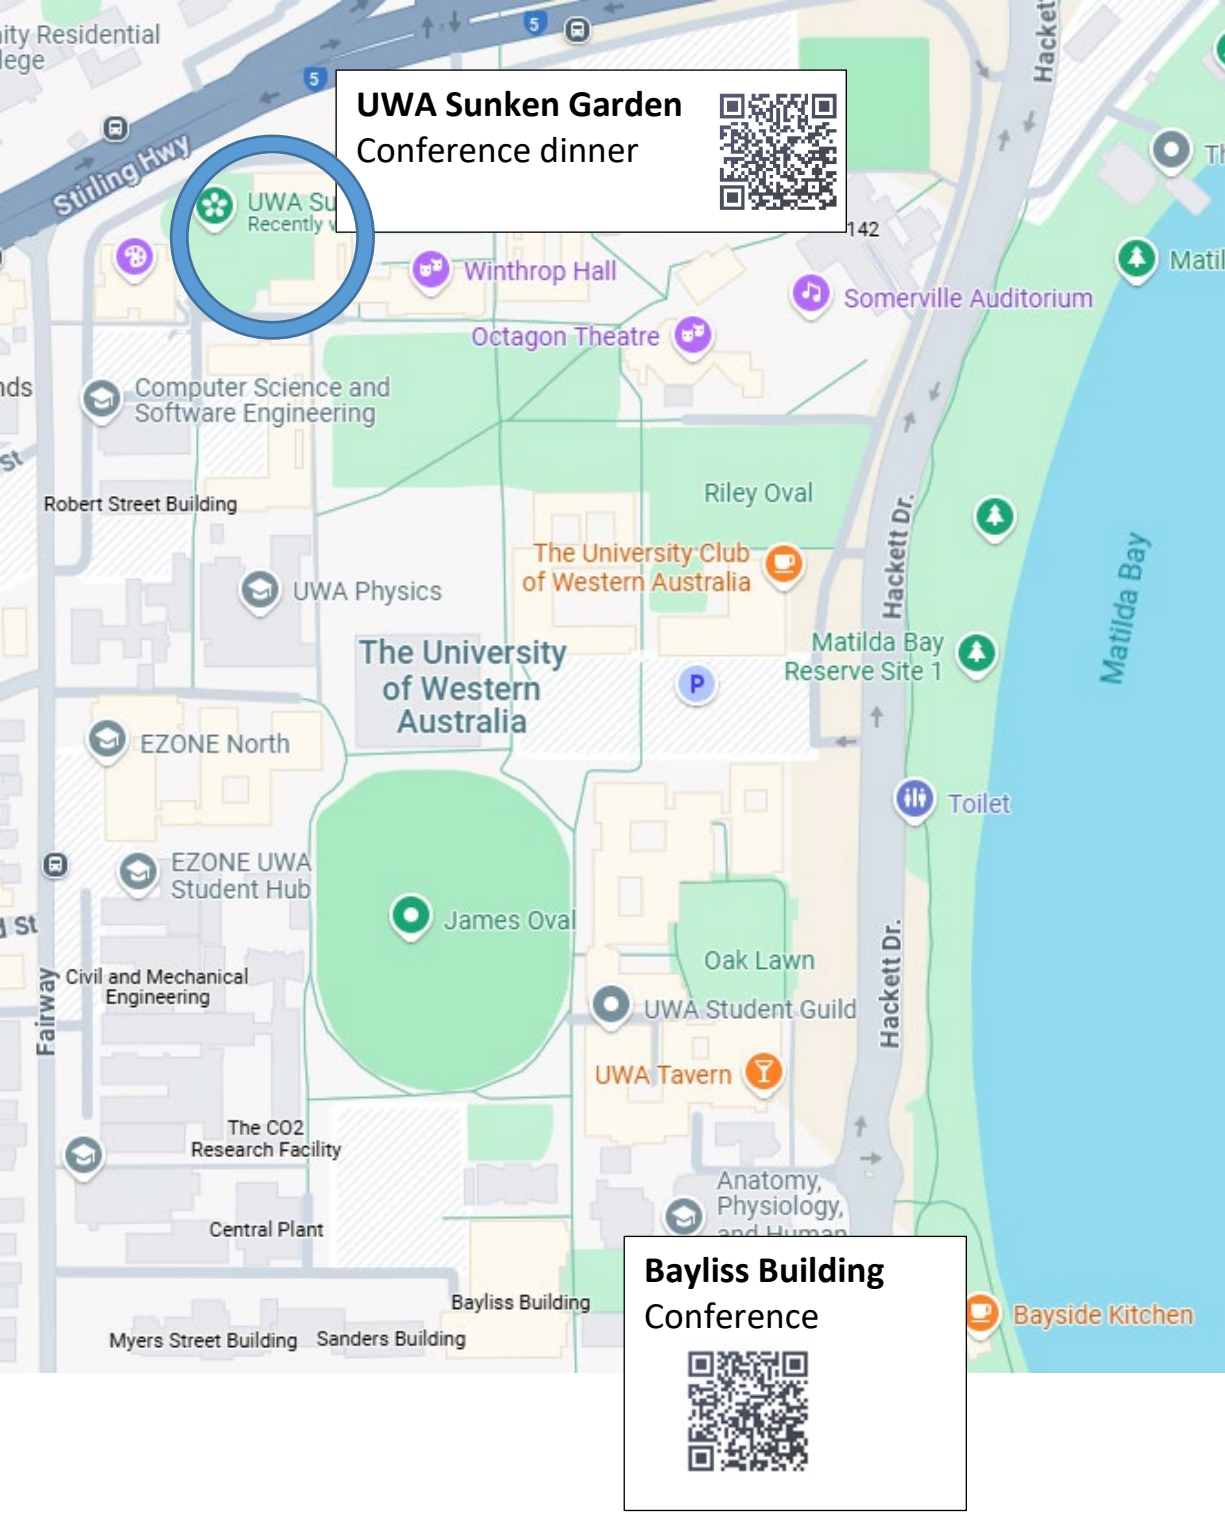 ity Residential
lege
5
5
Hackett
Stirling Hwy
UWA Sunken Garden
Conference dinner
UWA Su
Recently v
142
Th
Matil
Winthrop Hall
Somerville Auditorium
Octagon Theatre
nds
Computer Science and
Software Engineering
St
Robert Street Building
Riley Oval
Hackett Dr.
The University Club
of Western Australia
UWA Physics
Matilda Bay
Matilda Bay
Reserve Site 1
The University
of Western
Australia
P
EZONE North
Toilet
EZONE UWA
Student Hub
James Oval
d St
Oak Lawn
Hackett Dr.
Civil and Mechanical
Engineering
Fairway
UWA Student Guild
UWA Tavern
The CO2
Research Facility
Anatomy,
Physiology,
and Human
Central Plant
Bayliss Building
Conference
Bayliss Building
Bayside Kitchen
Myers Street Building
Sanders Building